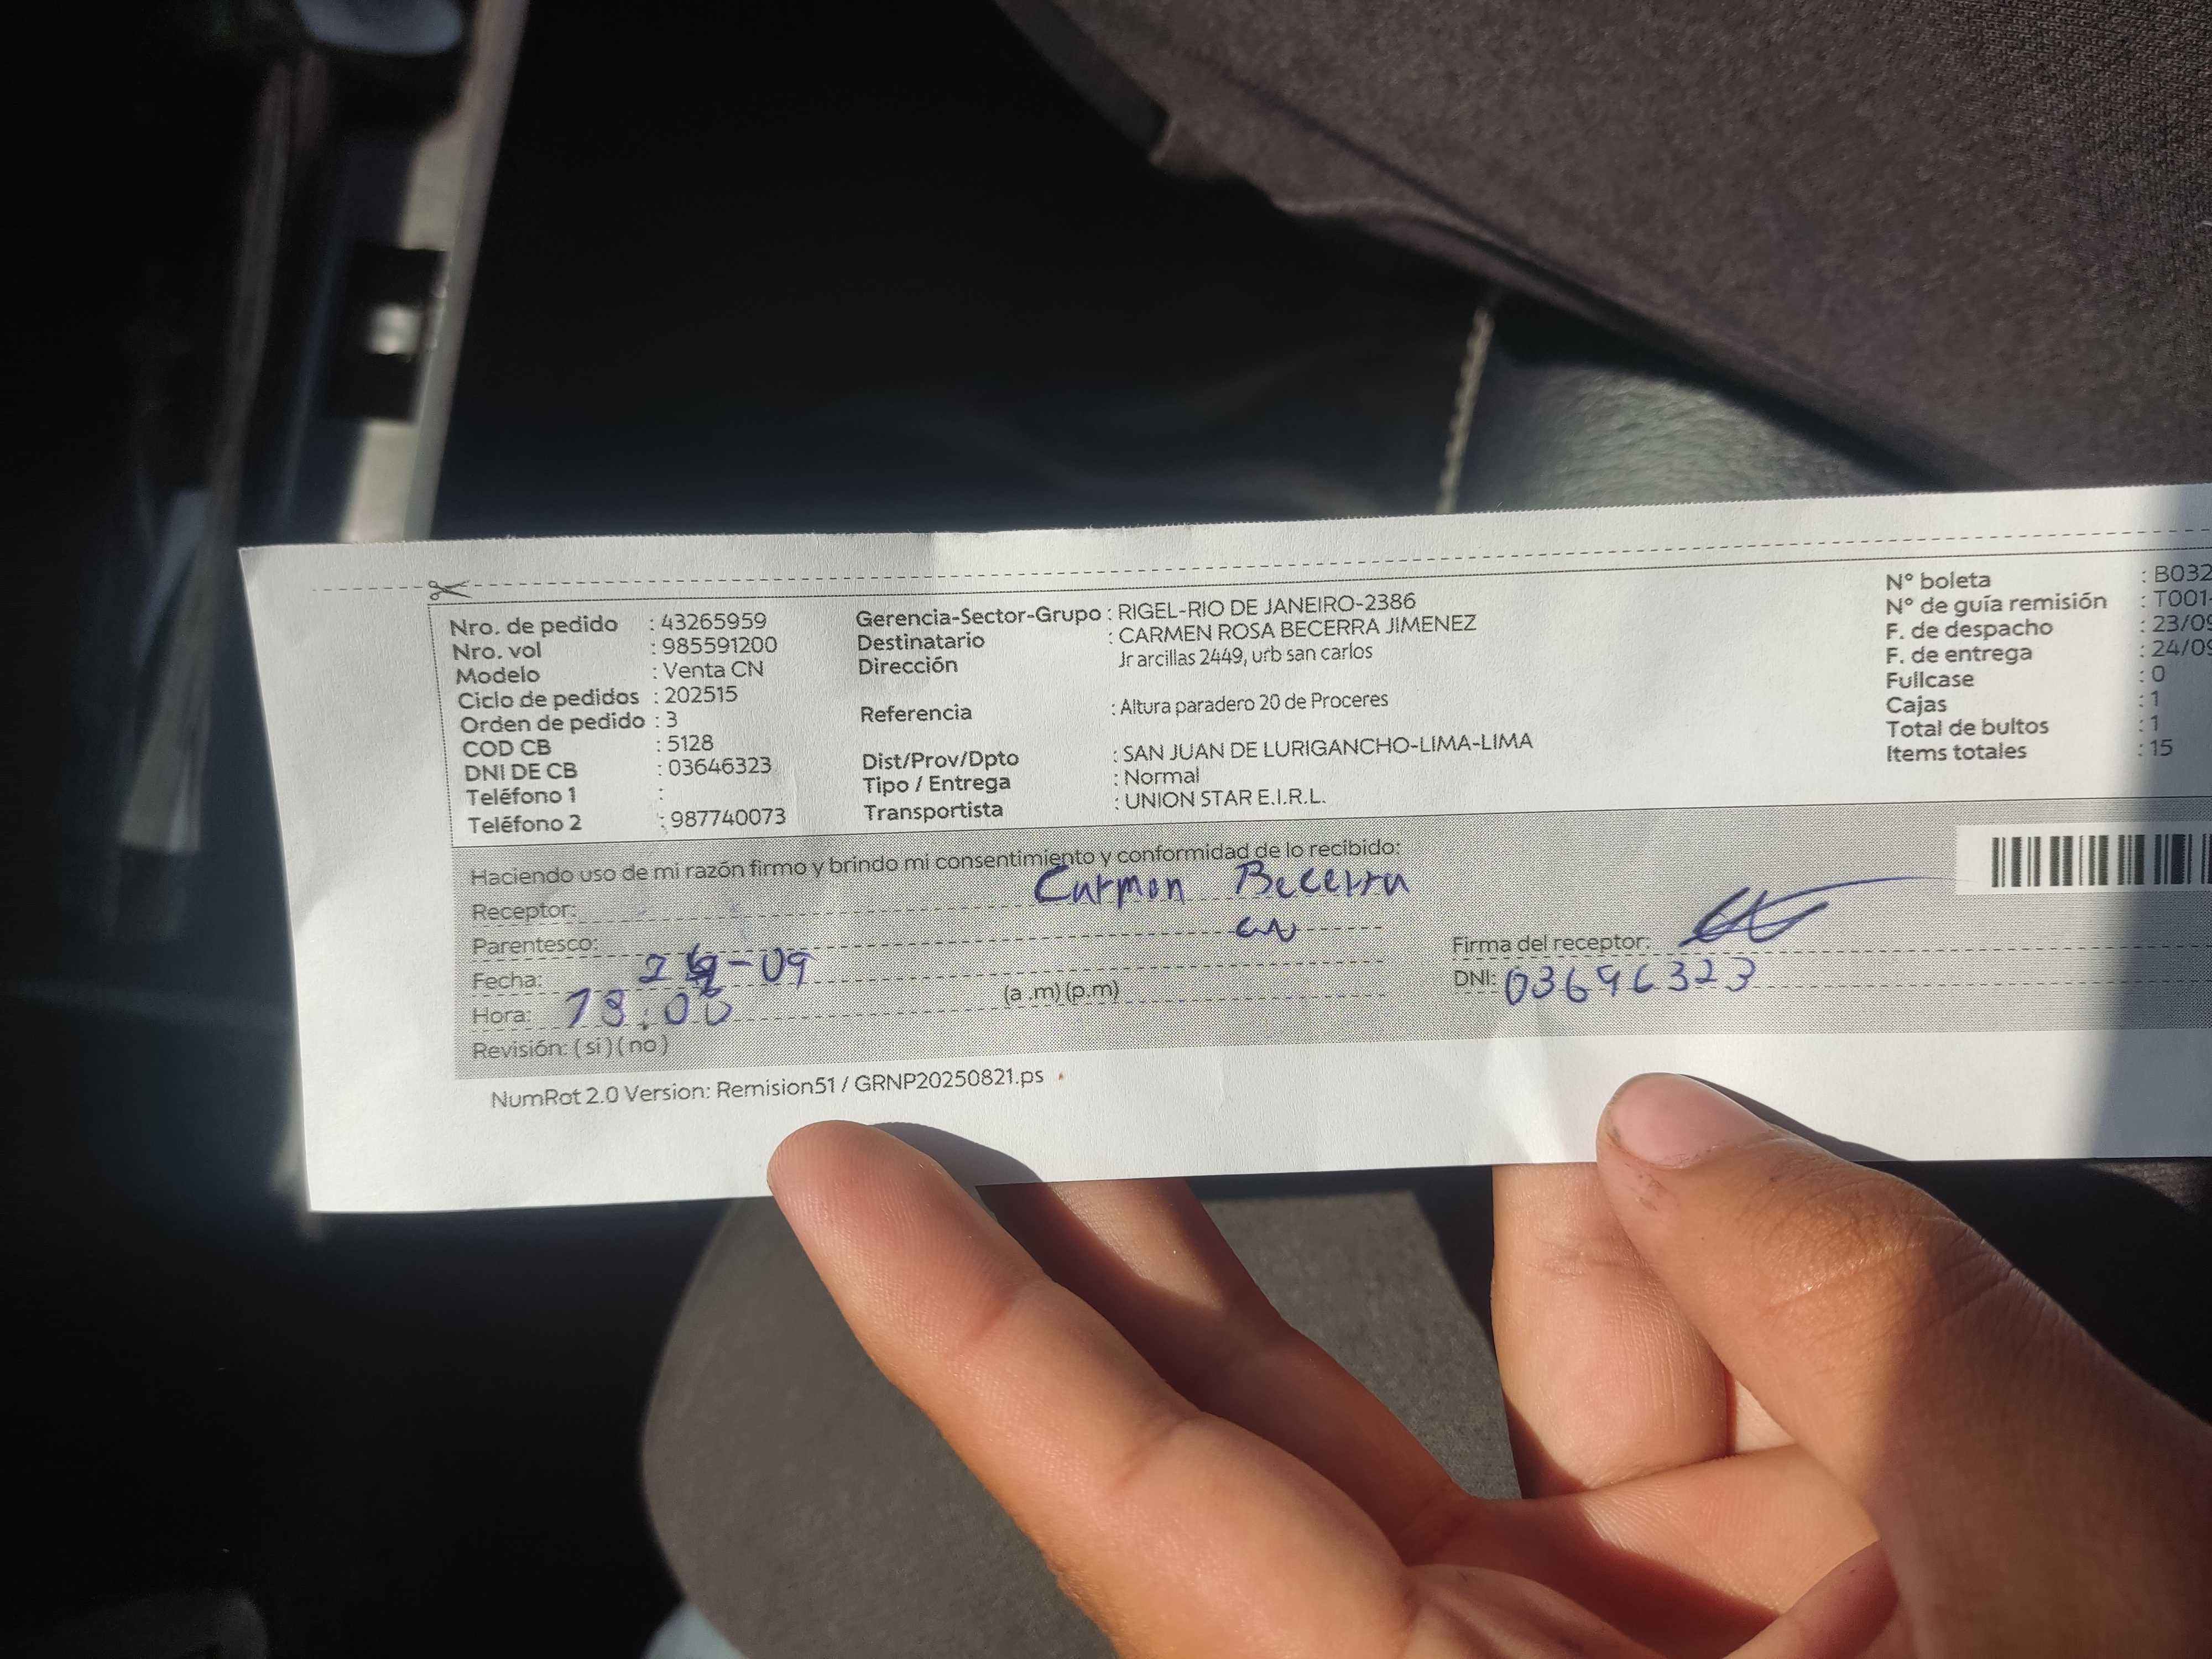 Nro. de pedido : 43265959
Nro. vol : 985591200
Modelo : Venta CN
Ciclo de pedidos : 202515
Orden de pedido : 3
COD CB : 5128
DNI DE CB : 03646323
Teléfono 1 :
Teléfono 2 : 987740073
Gerencia-Sector-Grupo : RIGEL-RIO DE JANEIRO-2386
Destinatario : CARMEN ROSA BECERRA JIMENEZ
Dirección Jr arcillas 2449, urb san carlos
Referencia : Altura paradero 20 de Proceres
Dist/Prov/Dpto : SAN JUAN DE LURIGANCHO-LIMA-LIMA
Tipo / Entrega : Normal
Transportista : UNION STAR E.I.R.L.
N° boleta : B032
N° de guía remisión : T001-
F. de despacho : 23/09
F. de entrega : 24/09
Fullcase : 0
Cajas : 1
Total de bultos : 1
Items totales : 15
Haciendo uso de mi razón firmo y brindo mi consentimiento y conformidad de lo recibido:
Receptor: Carmen Becerra
Parentesco: CN
Fecha: 24-09
Hora: (a .m) (p.m)
Revisión: ( si ) ( no )
Firma del receptor:
DNI: 03646323
NumRot 2.0 Version: Remision51 / GRNP20250821.ps